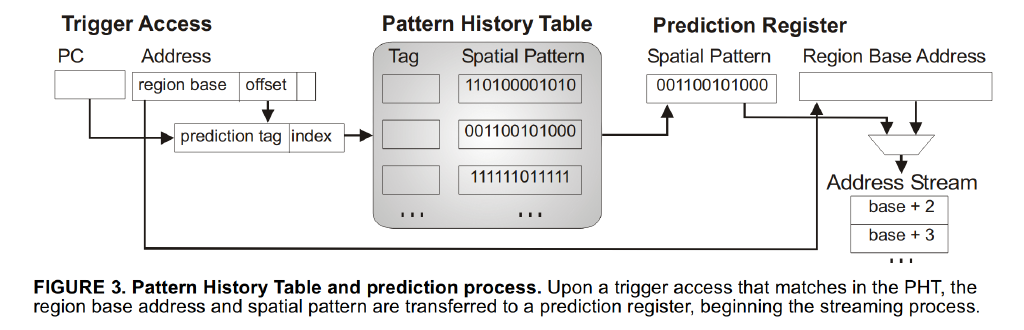 Trigger Access
Pattern History Table
Prediction Register
PC
Address
Tag
Spatial Pattern
Spatial Pattern
Region Base Address
region base
offset
110100001010
001100101000
prediction tag
index
001100101000
111111011111
Address Stream
base + 2
base + 3
...
...
...
FIGURE 3. Pattern History Table and prediction process. Upon a trigger access that matches in the PHT, the
region base address and spatial pattern are transferred to a prediction register, beginning the streaming process.